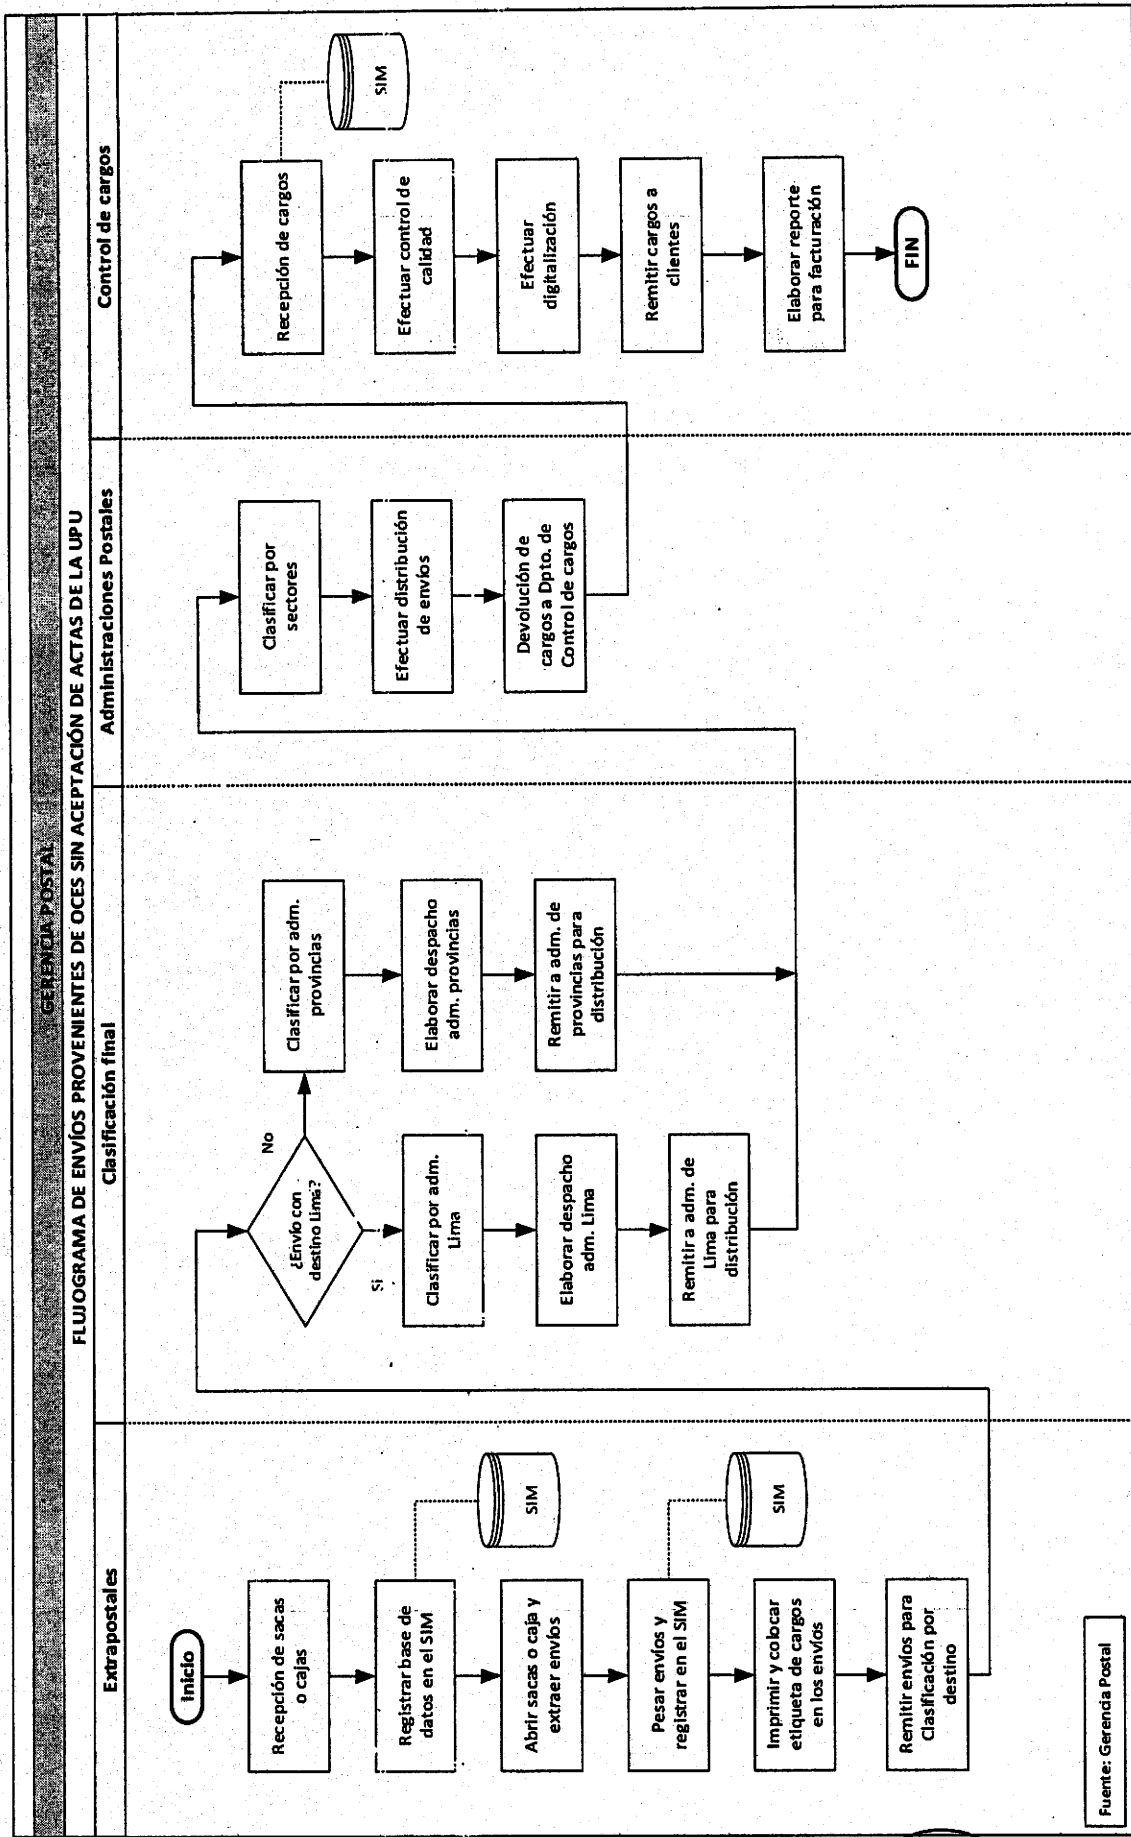 GERENCIA POSTAL
FLUJOGRAMA DE ENVÍOS PROVENIENTES DE OCES SIN ACEPTACIÓN DE ACTAS DE LA UPU
Extrapostales
Clasificación final
Administraciones Postales
Control de cargos
Inicio
Recepción de sacas
o cajas
Registrar base de
datos en el SIM
SIM
Abrir sacas o caja y
extraer envíos
Pesar envíos y
registrar en el SIM
SIM
Imprimir y colocar
etiqueta de cargos
en los envíos
Remitir envíos para
Clasificación por
destino
¿Envío con
destino Lima?
No
Si
Clasificar por adm.
Lima
Elaborar despacho
adm. Lima
Remitir a adm. de
Lima para
distribución
Clasificar por adm.
provincias
Elaborar despacho
adm. provincias
Remitir a adm. de
provincias para
distribución
Clasificar por
sectores
Efectuar distribución
de envíos
Devolución de
cargos a Dpto. de
Control de cargos
Recepción de cargos
SIM
Efectuar control de
calidad
Efectuar
digitalización
Remitir cargos a
clientes
Elaborar reporte
para facturación
FIN
Fuente: Gerencia Postal